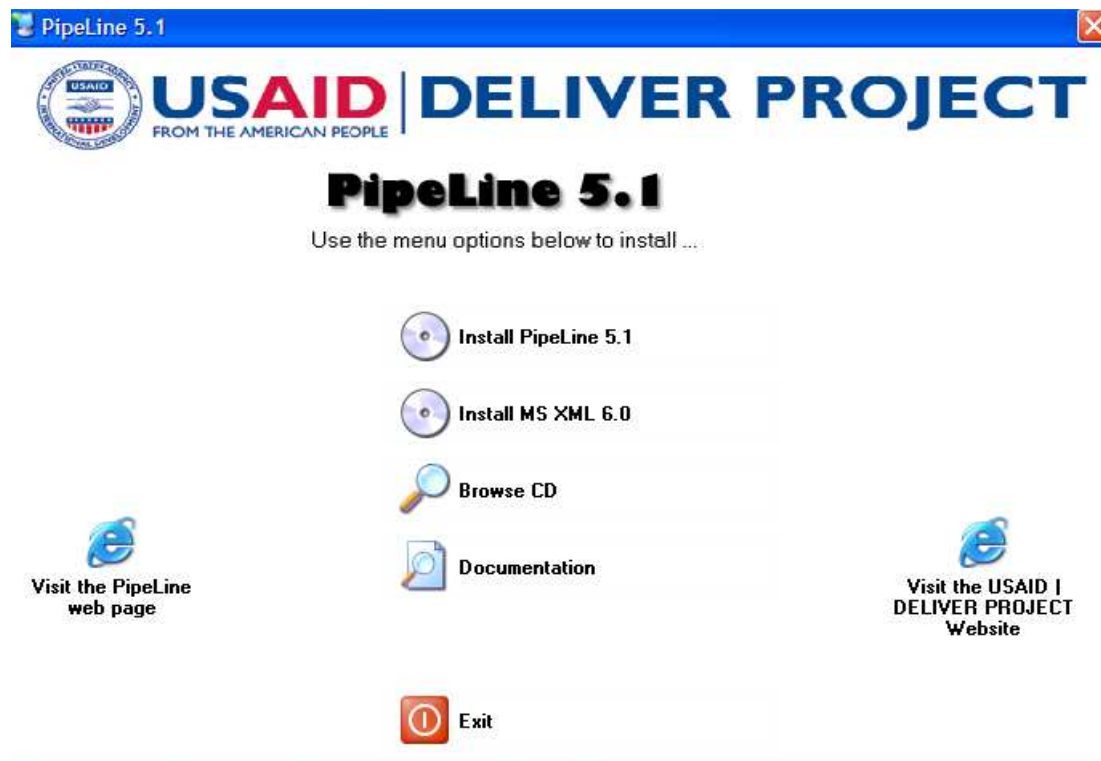 PipeLine 5.1
USAID
USAID | DELIVER PROJECT
FROM THE AMERICAN PEOPLE
PipeLine 5.1
Use the menu options below to install ...
Install PipeLine 5.1
Install MS XML 6.0
Browse CD
Documentation
Visit the PipeLine
web page
Visit the USAID |
DELIVER PROJECT
Website
Exit